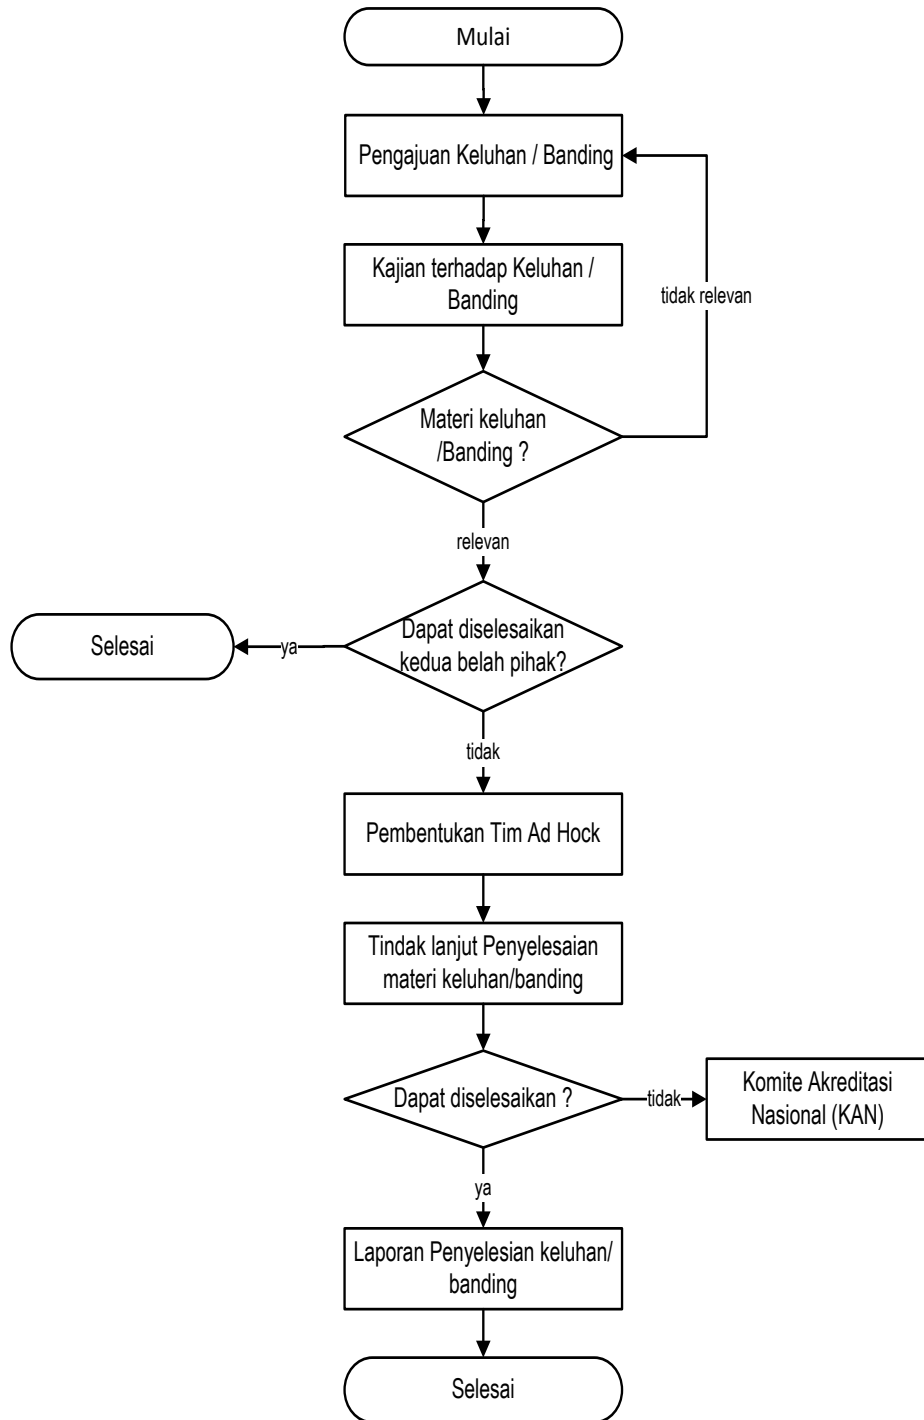 Mulai
Pengajuan Keluhan / Banding
Kajian terhadap Keluhan /
Banding
tidak relevan
Materi keluhan
/Banding ?
relevan
Dapat diselesaikan
kedua belah pihak?
ya
Selesai
tidak
Pembentukan Tim Ad Hock
Tindak lanjut Penyelesaian
materi keluhan/banding
Dapat diselesaikan ?
tidak
Komite Akreditasi
Nasional (KAN)
ya
Laporan Penyelesian keluhan/
banding
Selesai